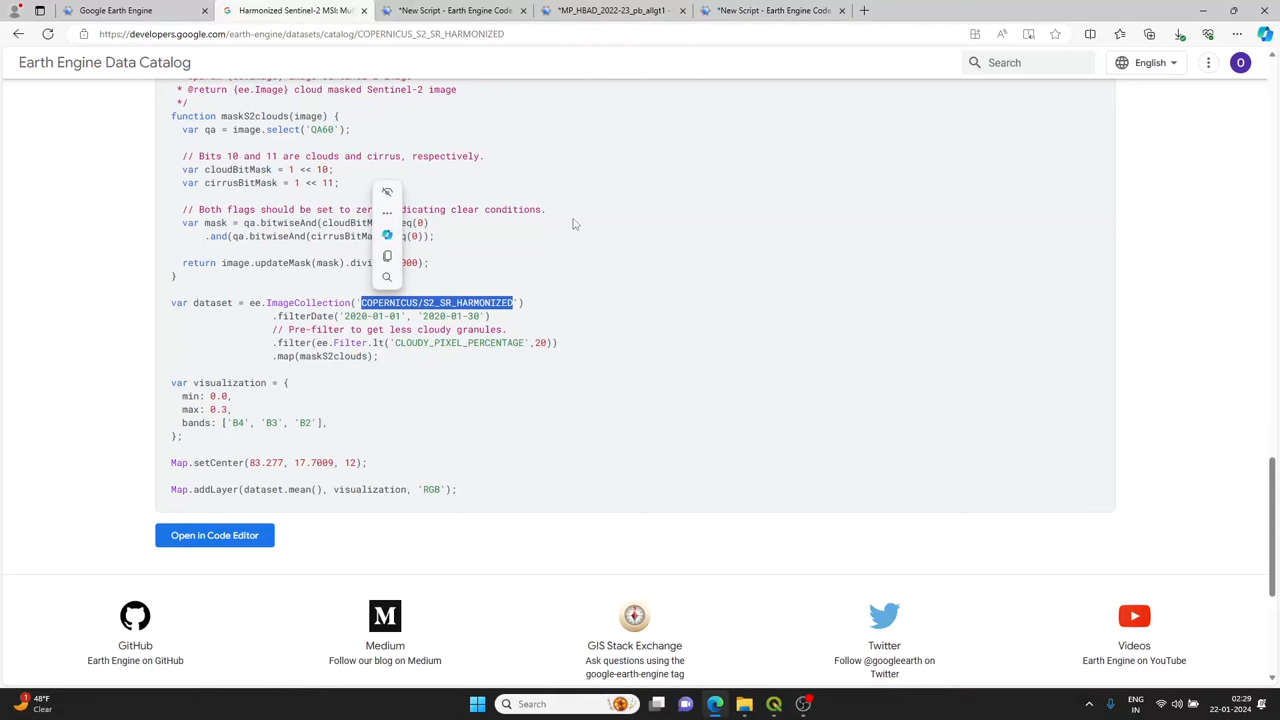 Google Earth Engine
Harmonized Sentinel-2 MSI: Mul
*New Script - Earth Engine Code
*MP_HBAD_2022-23_pb_allgt1 -
*New Script - Earth Engine Code
https://developers.google.com/earth-engine/datasets/catalog/COPERNICUS_S2_SR_HARMONIZED
Earth Engine Data Catalog
Search
English
O
* @return {ee.Image} cloud masked Sentinel-2 image
*/
function maskS2clouds(image) {
var qa = image.select('QA60');
// Bits 10 and 11 are clouds and cirrus, respectively.
var cloudBitMask = 1 << 10;
var cirrusBitMask = 1 << 11;
// Both flags should be set to zer dicating clear conditions.
var mask = qa.bitwiseAnd(cloudBitM q(0)
.and(qa.bitwiseAnd(cirrusBitMa q(0));
return image.updateMask(mask).divi 000);
}
var dataset = ee.ImageCollection('COPERNICUS/S2_SR_HARMONIZED')
.filterDate('2020-01-01', '2020-01-30')
// Pre-filter to get less cloudy granules.
.filter(ee.Filter.lt('CLOUDY_PIXEL_PERCENTAGE',20))
.map(maskS2clouds);
var visualization = {
min: 0.0,
max: 0.3,
bands: ['B4', 'B3', 'B2'],
};
Map.setCenter(83.277, 17.7009, 12);
Map.addLayer(dataset.mean(), visualization, 'RGB');
Open in Code Editor
GitHub
Earth Engine on GitHub
Medium
Follow our blog on Medium
GIS Stack Exchange
Ask questions using the
google-earth-engine tag
Twitter
Follow @googleearth on
Twitter
Videos
Earth Engine on YouTube
48°F
Clear
Search
ENG
IN
02:29
22-01-2024